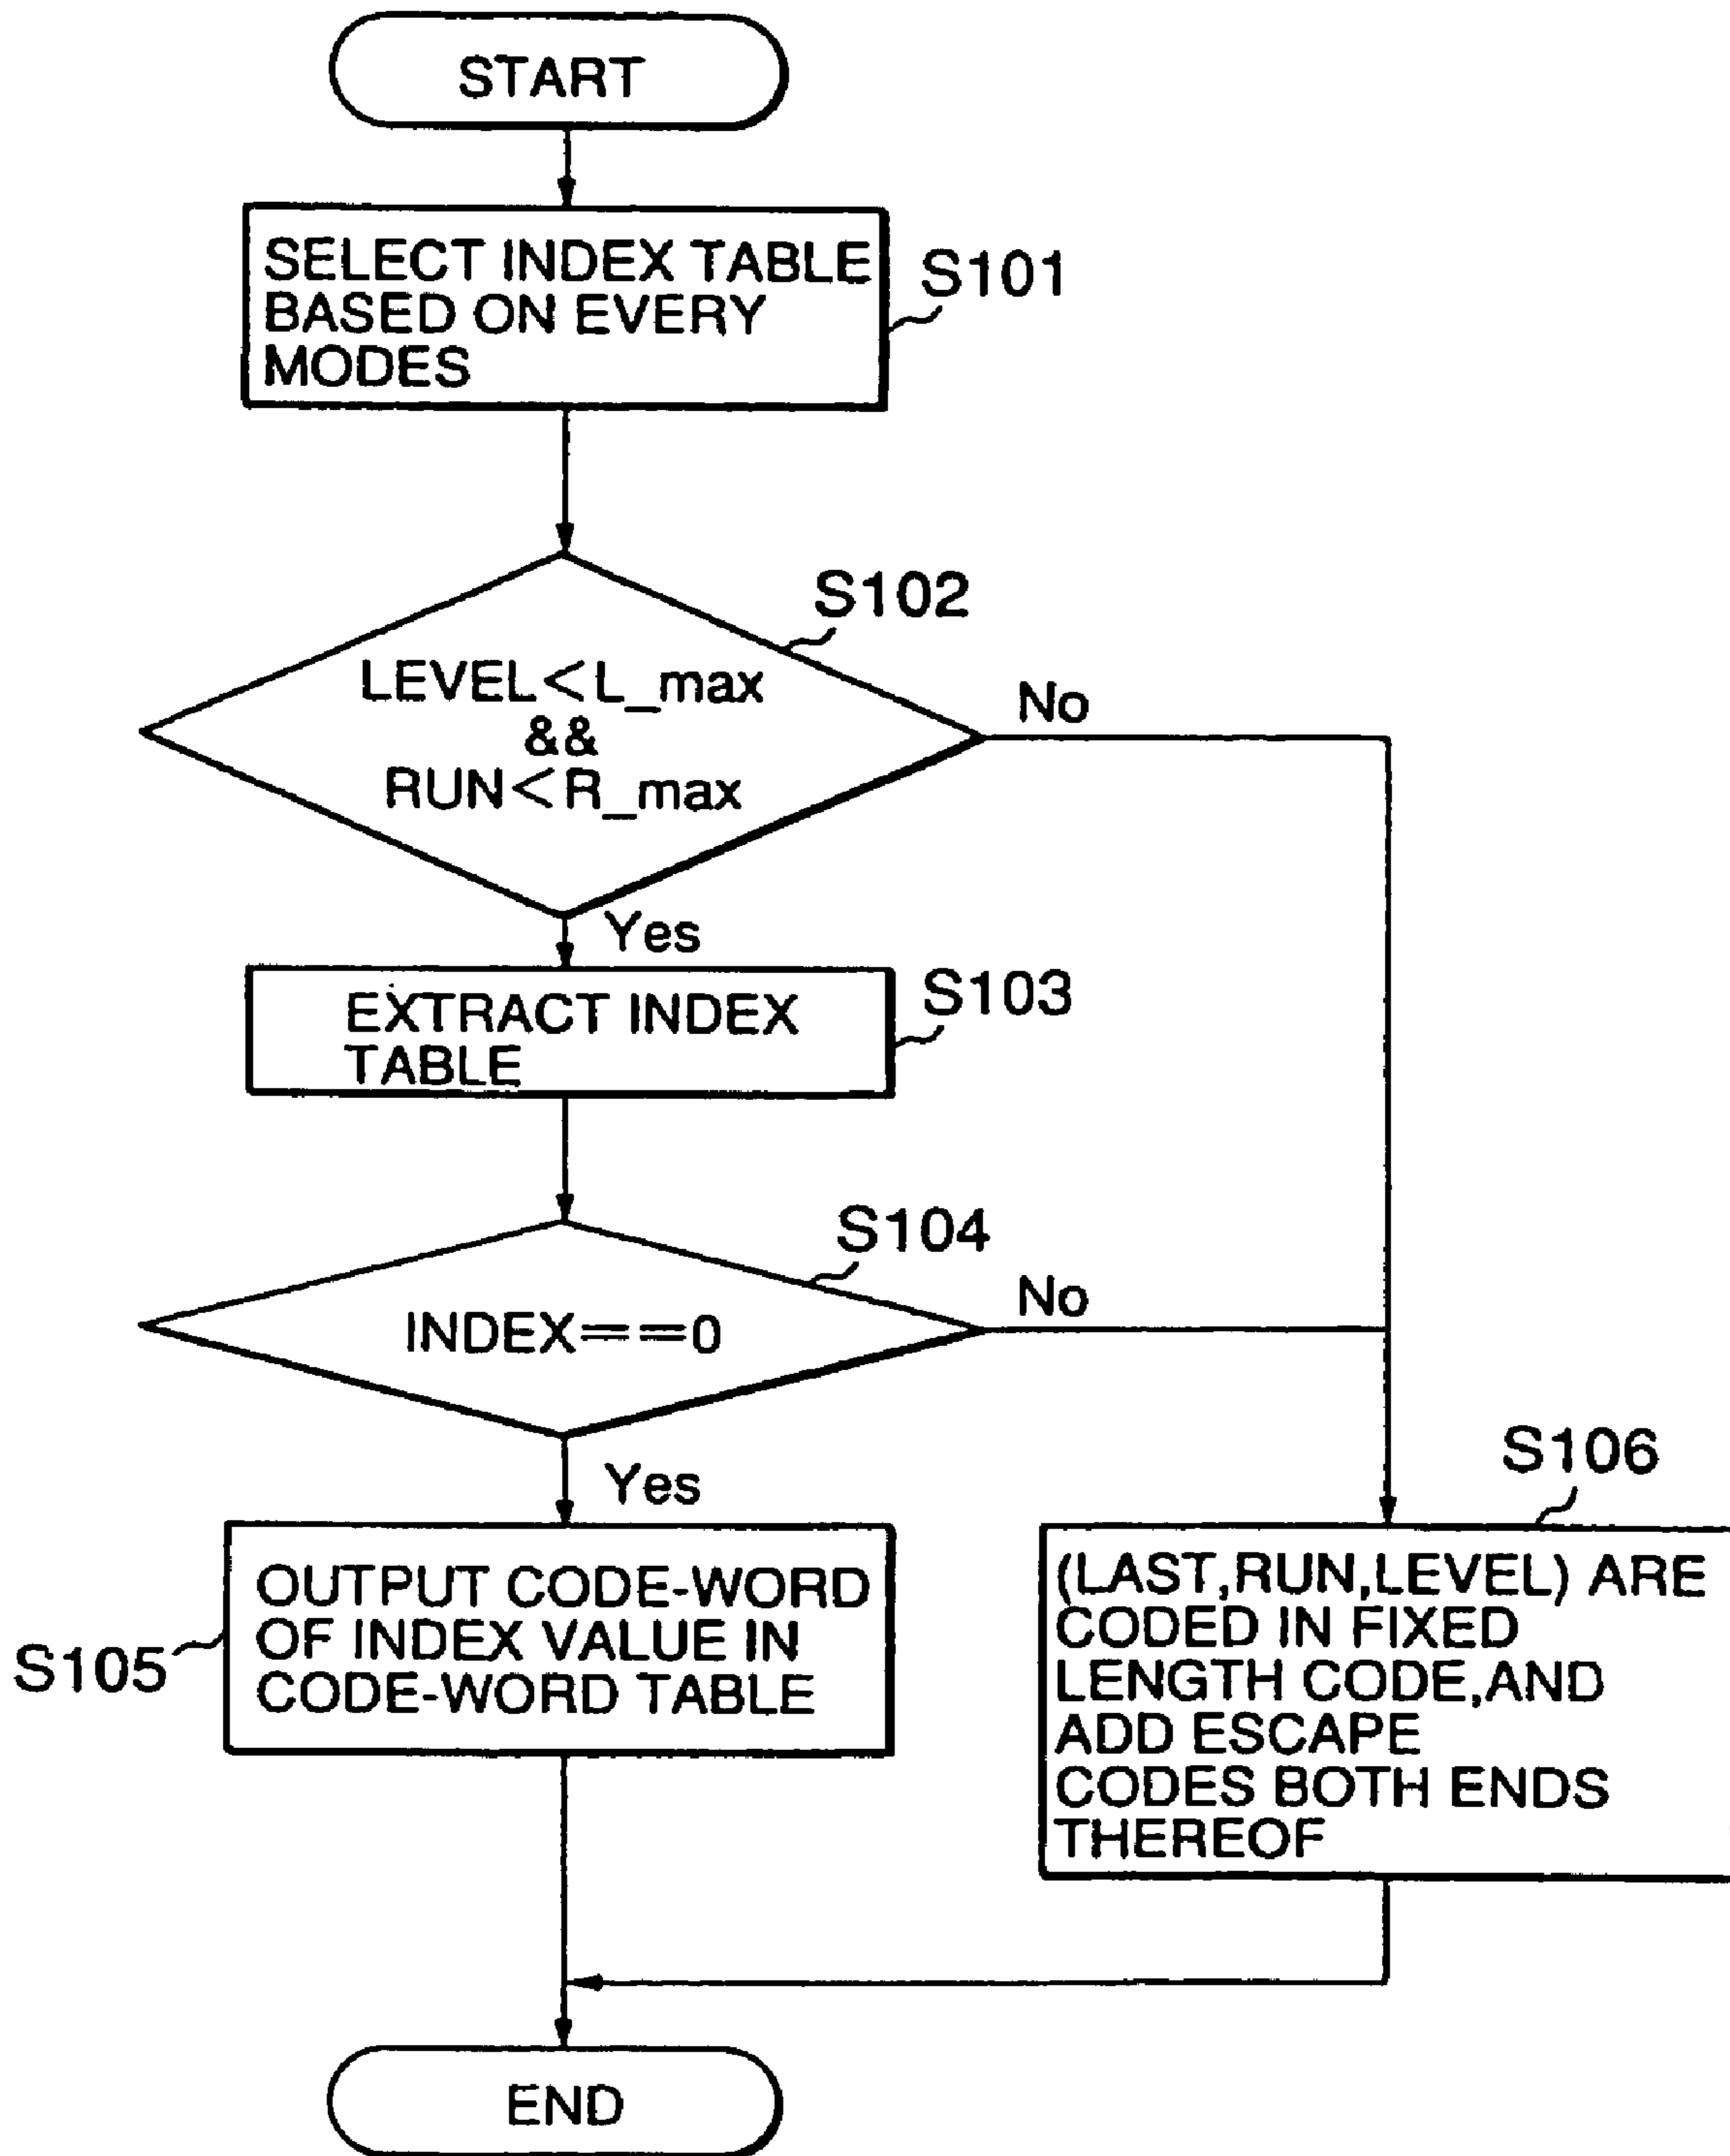 START
SELECT INDEX TABLE
BASED ON EVERY
MODES
S101
S102
LEVEL<L_max
&&
RUN<R_max
No
Yes
EXTRACT INDEX
TABLE
S103
S104
INDEX==0
No
Yes
S105
OUTPUT CODE-WORD
OF INDEX VALUE IN
CODE-WORD TABLE
S106
(LAST,RUN,LEVEL) ARE
CODED IN FIXED
LENGTH CODE,AND
ADD ESCAPE
CODES BOTH ENDS
THEREOF
END